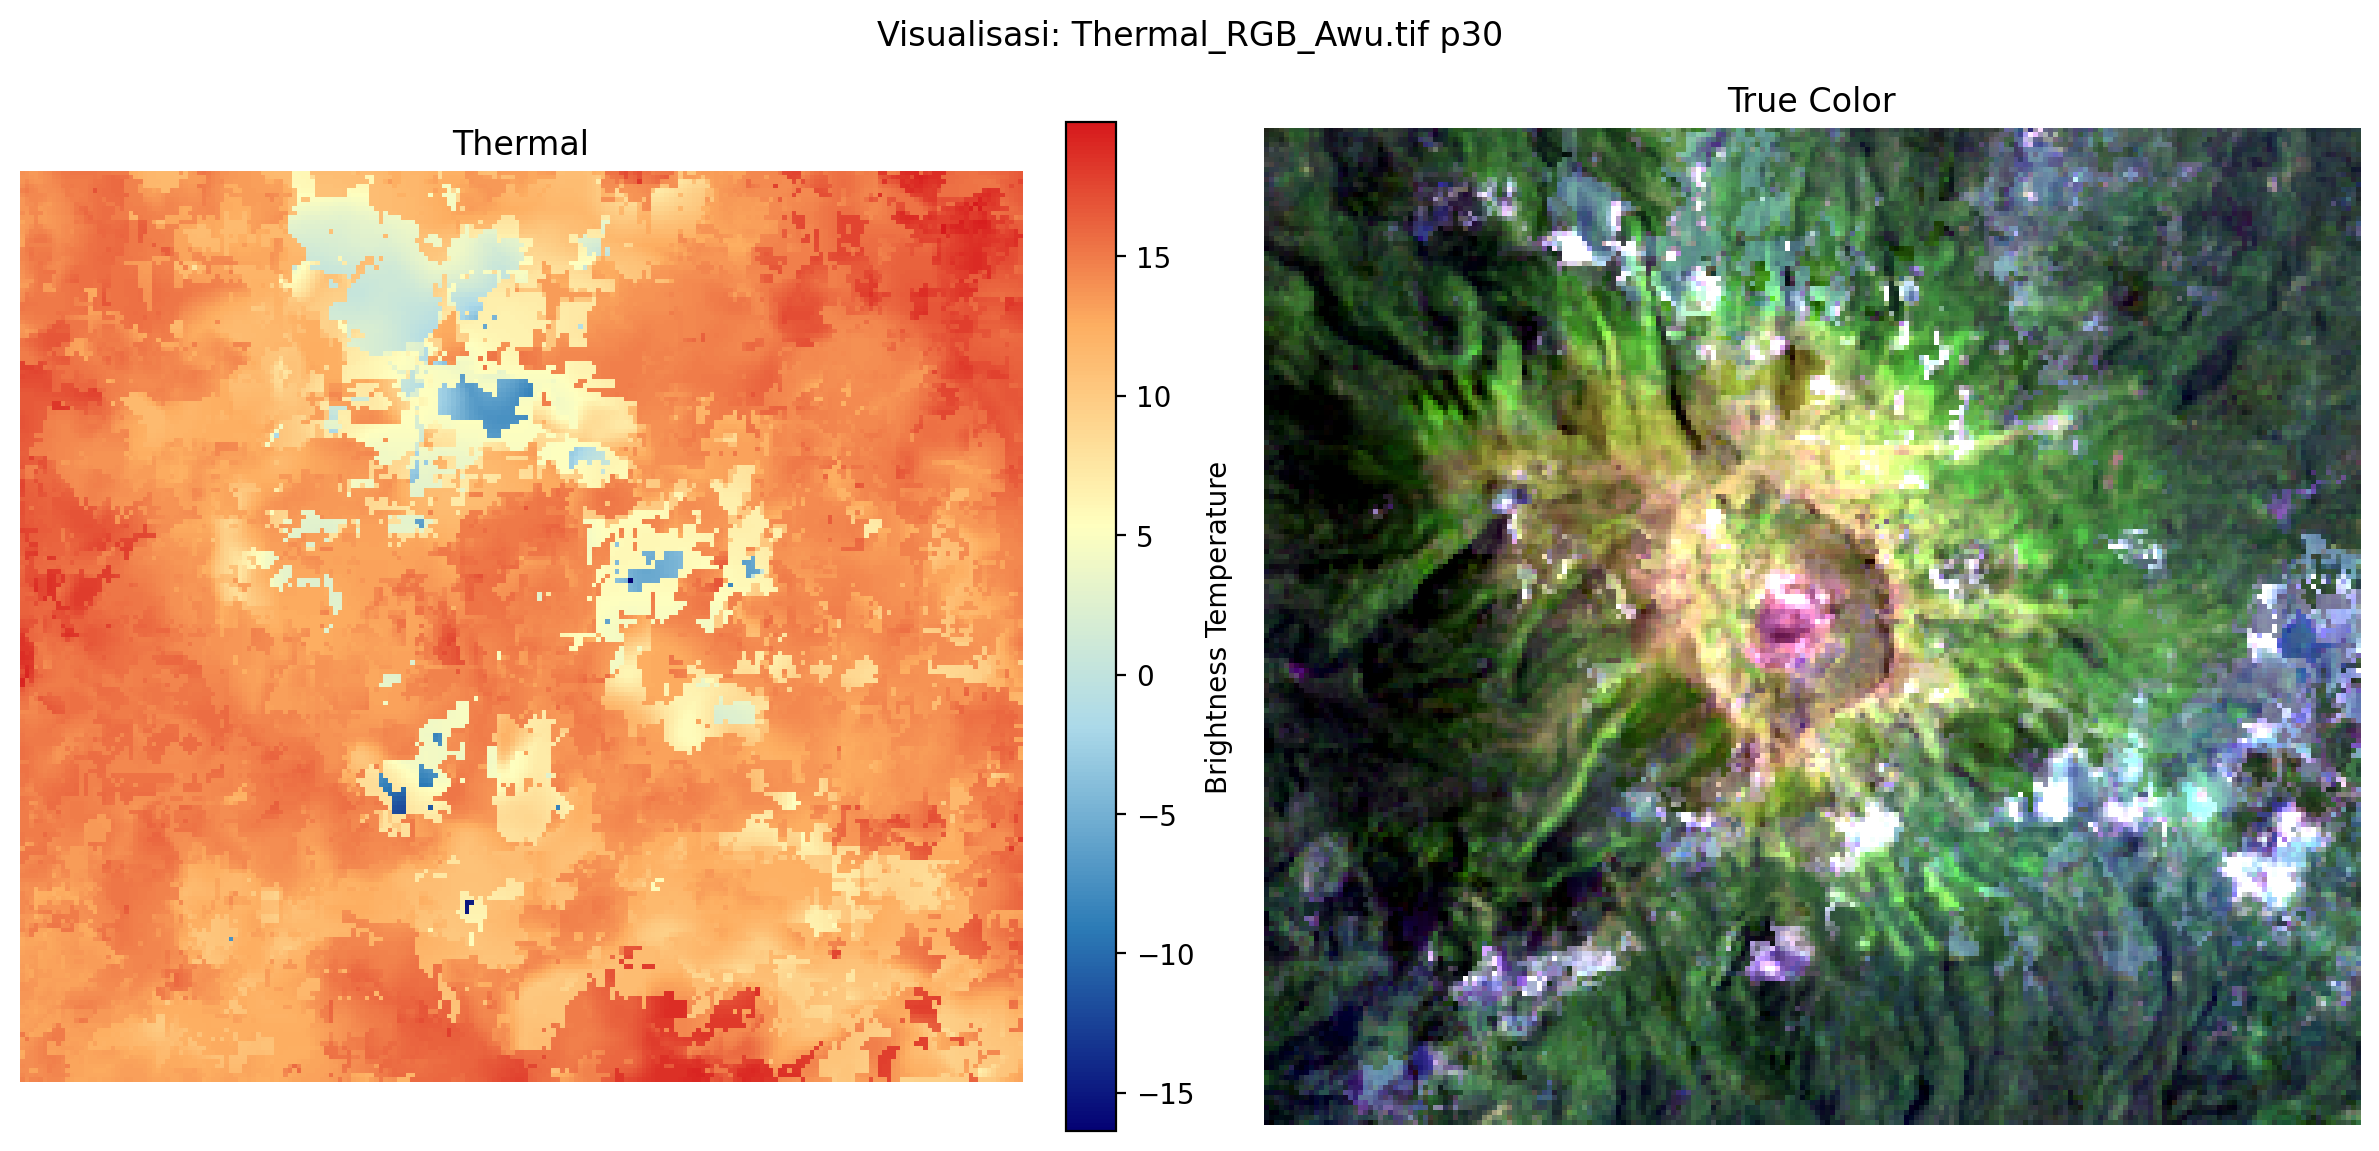 Visualisasi: Thermal_RGB_Awu.tif p30
Thermal
True Color
15
10
5
0
−5
−10
−15
Brightness Temperature